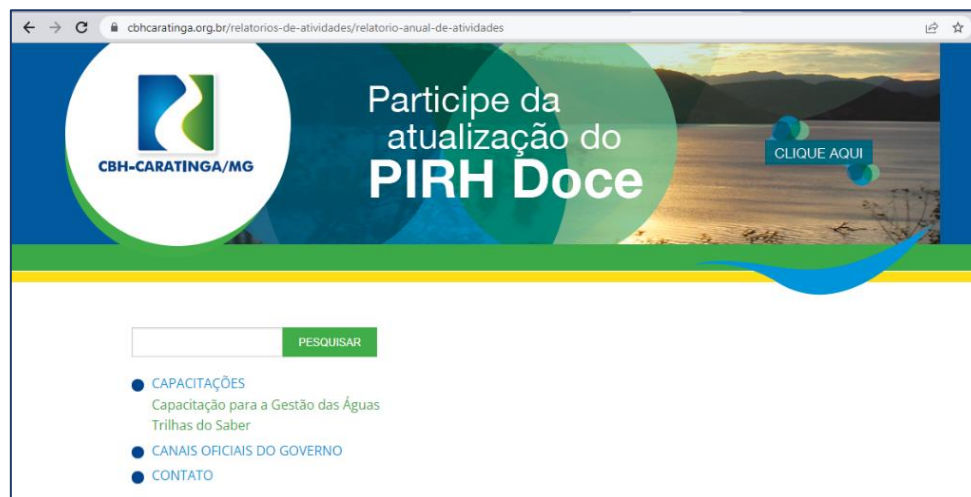 cbhcaratinga.org.br/relatorios-de-atividades/relatorio-anual-de-atividades
CBH-CARATINGA/MG
Participe da
atualização do
PIRH Doce
CLIQUE AQUI
PESQUISAR
CAPACITAÇÕES
Capacitação para a Gestão das Águas
Trilhas do Saber
CANAIS OFICIAIS DO GOVERNO
CONTATO